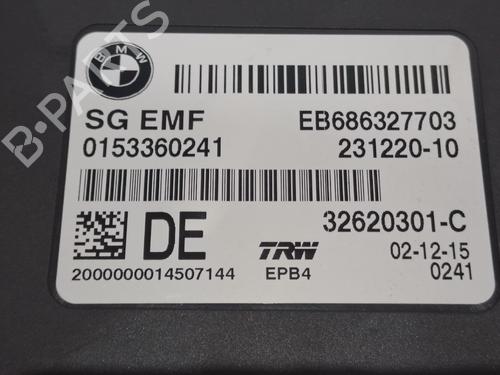 BMW
SG EMF EB686327703
0153360241 231220-10
DE 32620301-C
TRW 02-12-15
2000000014507144 EPB4 0241
B-PARTS